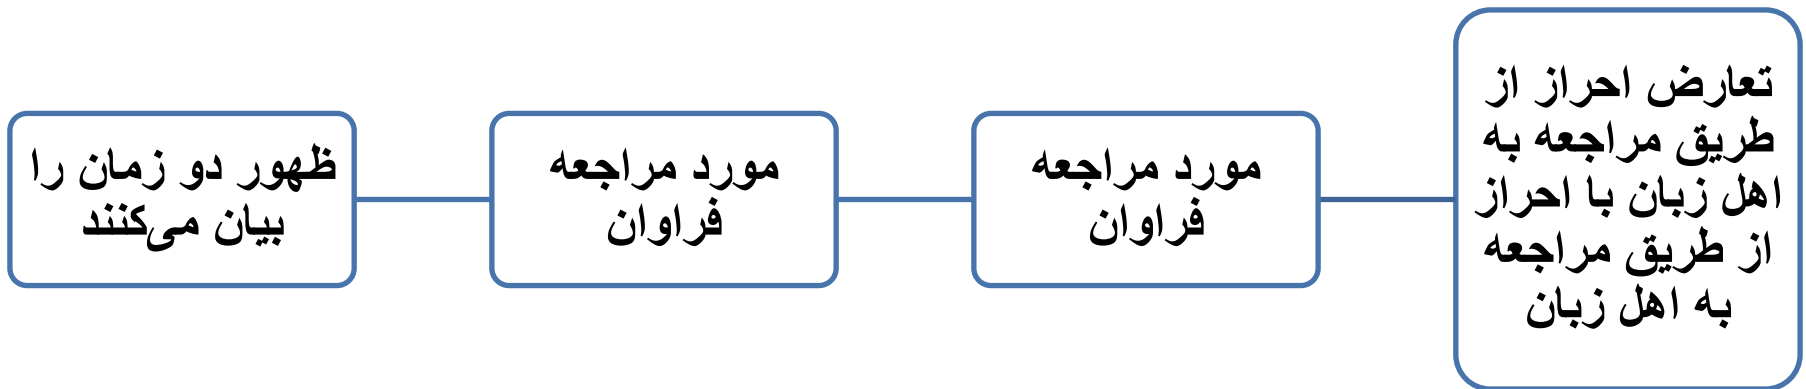 تعارض احراز از
طریق مراجعه به
اهل زبان با احراز
از طریق مراجعه
به اهل زبان
مورد مراجعه
فراوان
مورد مراجعه
فراوان
ظهور دو زمان را
بیان می‌کنند